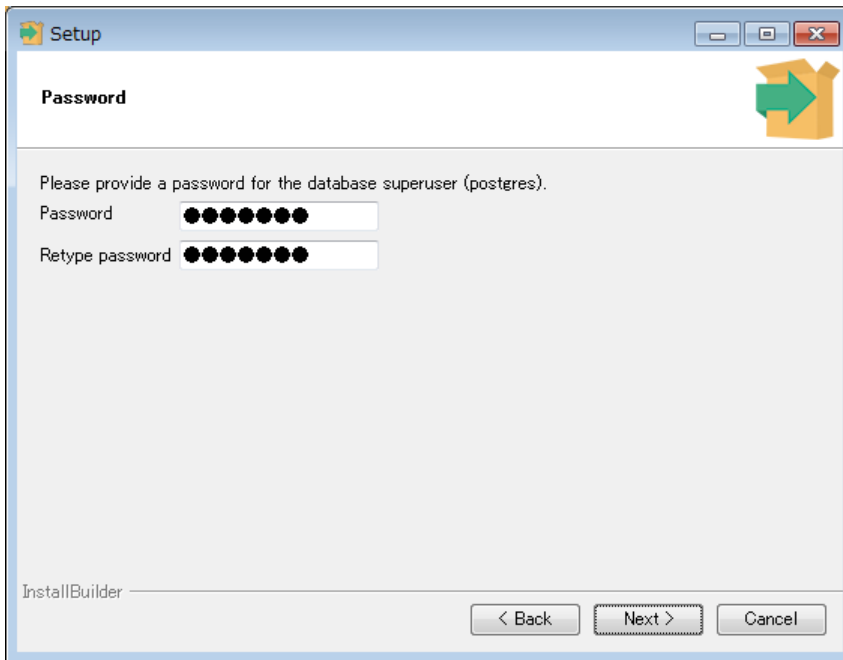 Setup
Password
Please provide a password for the database superuser (postgres).
Password ●●●●●●●
Retype password ●●●●●●●
InstallBuilder
< Back Next > Cancel